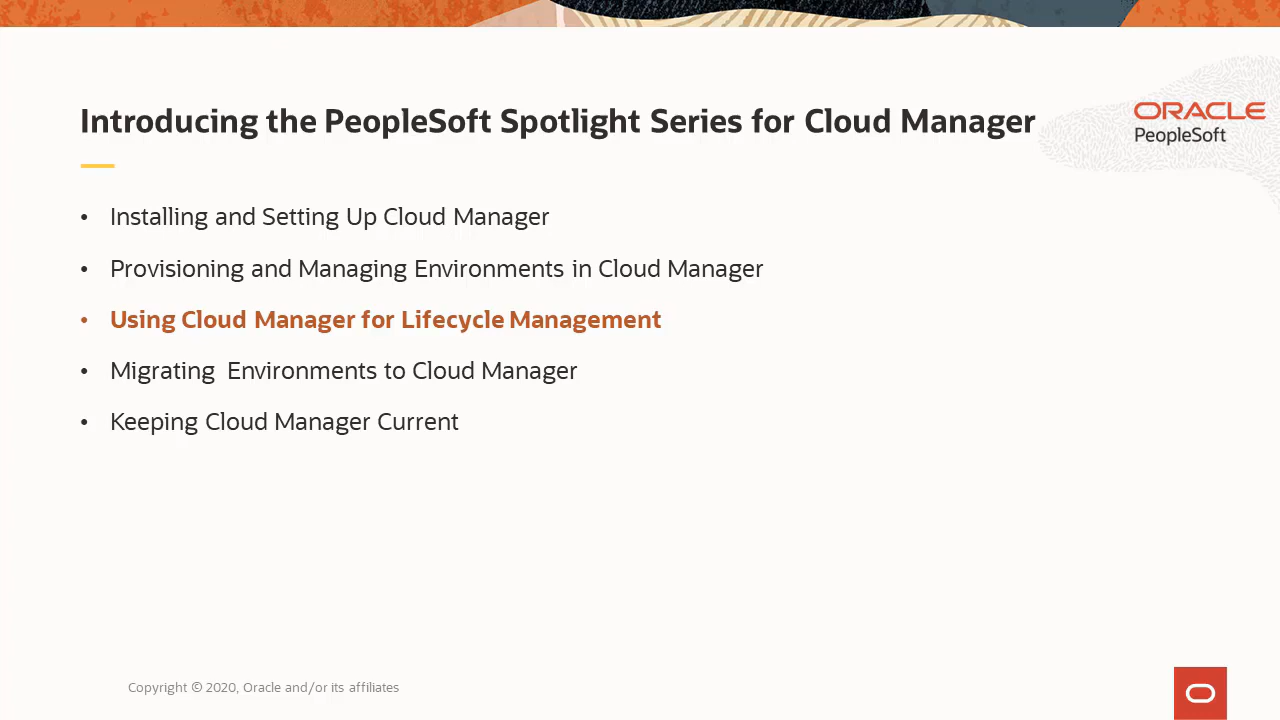 Introducing the PeopleSoft Spotlight Series for Cloud Manager
ORACLE
PeopleSoft
• Installing and Setting Up Cloud Manager
• Provisioning and Managing Environments in Cloud Manager
• Using Cloud Manager for Lifecycle Management
• Migrating  Environments to Cloud Manager
• Keeping Cloud Manager Current
Copyright © 2020, Oracle and/or its affiliates